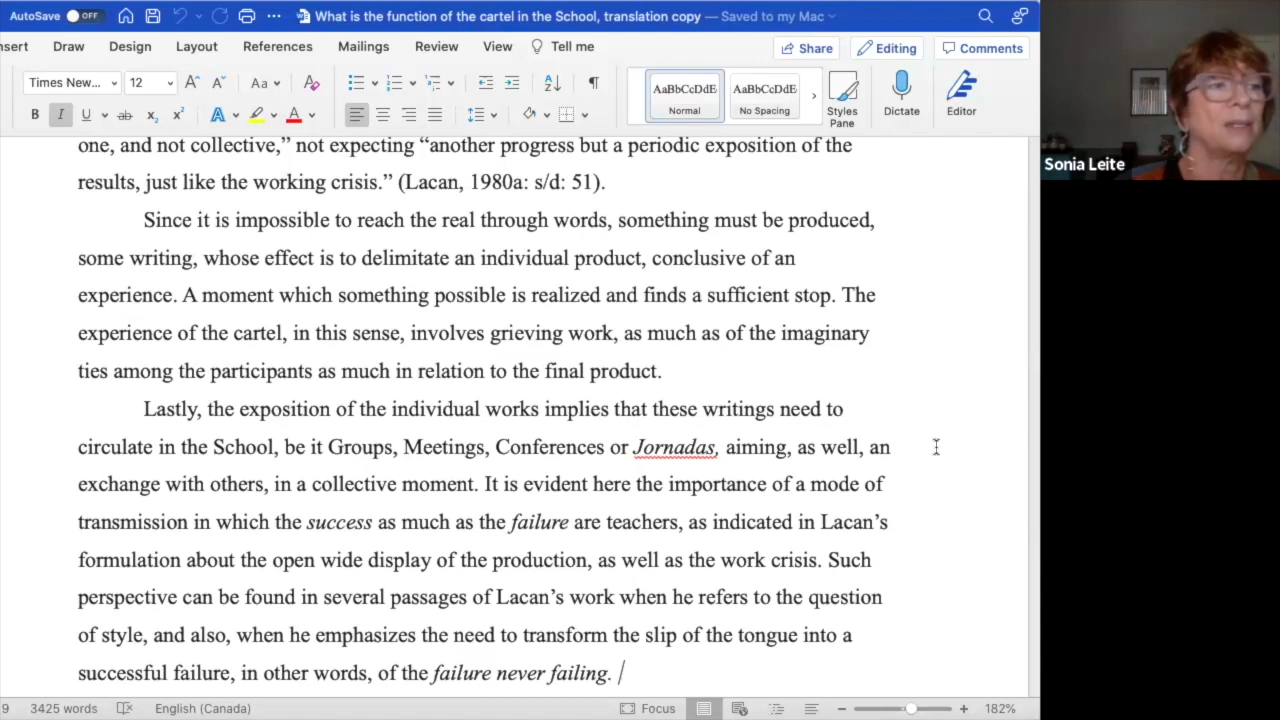 AutoSave OFF What is the function of the cartel in the School, translation copy — Saved to my Mac
nsert Draw Design Layout References Mailings Review View Tell me Share Editing Comments
Times New... 12 Aa AaBbCcDdE AaBbCcDdE
B I U ab x2 x2 A A Normal No Spacing Styles Pane Dictate Editor
Sonia Leite
one, and not collective,” not expecting “another progress but a periodic exposition of the
results, just like the working crisis.” (Lacan, 1980a: s/d: 51).
Since it is impossible to reach the real through words, something must be produced,
some writing, whose effect is to delimitate an individual product, conclusive of an
experience. A moment which something possible is realized and finds a sufficient stop. The
experience of the cartel, in this sense, involves grieving work, as much as of the imaginary
ties among the participants as much in relation to the final product.
Lastly, the exposition of the individual works implies that these writings need to
circulate in the School, be it Groups, Meetings, Conferences or Jornadas, aiming, as well, an
exchange with others, in a collective moment. It is evident here the importance of a mode of
transmission in which the success as much as the failure are teachers, as indicated in Lacan’s
formulation about the open wide display of the production, as well as the work crisis. Such
perspective can be found in several passages of Lacan’s work when he refers to the question
of style, and also, when he emphasizes the need to transform the slip of the tongue into a
successful failure, in other words, of the failure never failing. /
9 3425 words English (Canada) Focus 182%